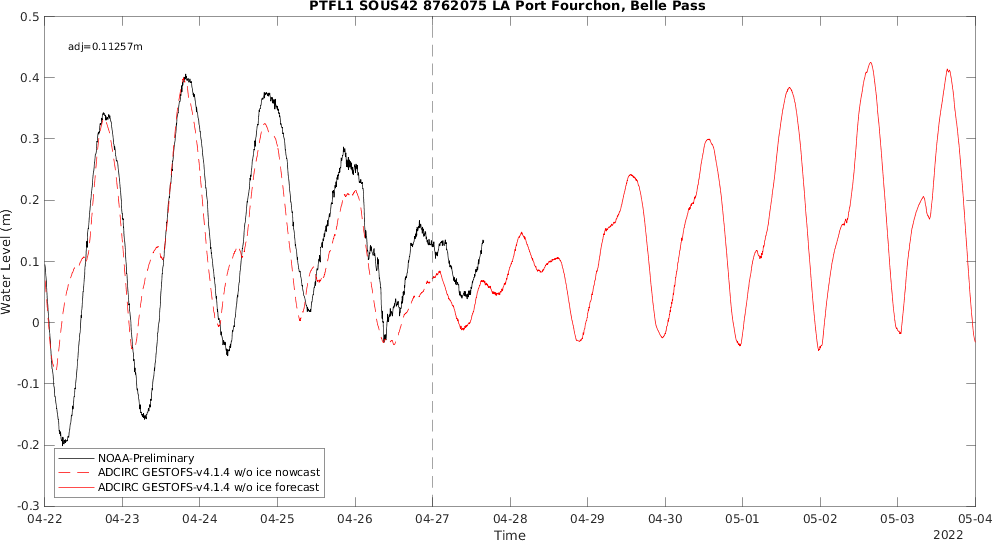 PTFL1 SOUS42 8762075 LA Port Fourchon, Belle Pass
adj=0.11257m
0.5
0.4
0.3
0.2
0.1
0
-0.1
-0.2
-0.3
Water Level (m)
NOAA-Preliminary
ADCIRC GESTOFS-v4.1.4 w/o ice nowcast
ADCIRC GESTOFS-v4.1.4 w/o ice forecast
04-22 04-23 04-24 04-25 04-26 04-27 04-28 04-29 04-30 05-01 05-02 05-03 05-04
Time
2022